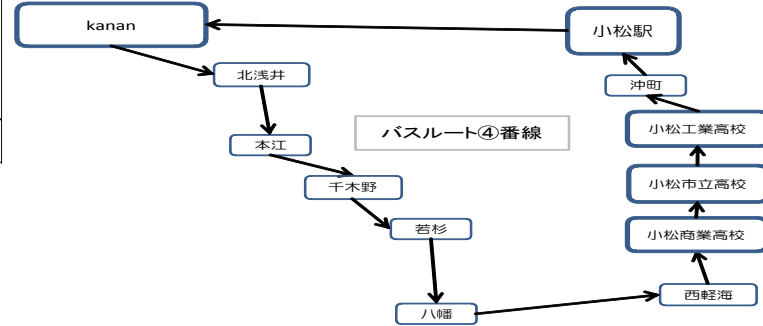 kanan
小松駅
北浅井
沖町
本江
バスルート④番線
小松工業高校
千木野
小松市立高校
若杉
小松商業高校
西軽海
八幡